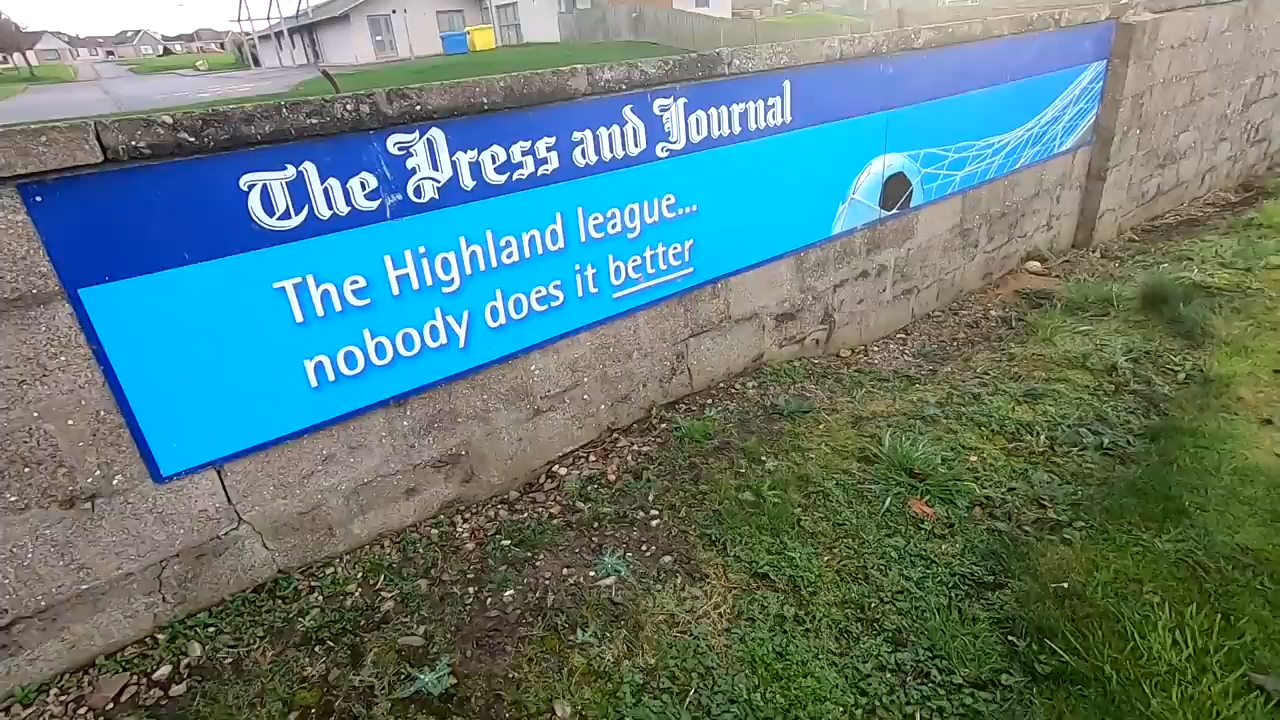 The Press and Journal
The Highland league...
nobody does it better